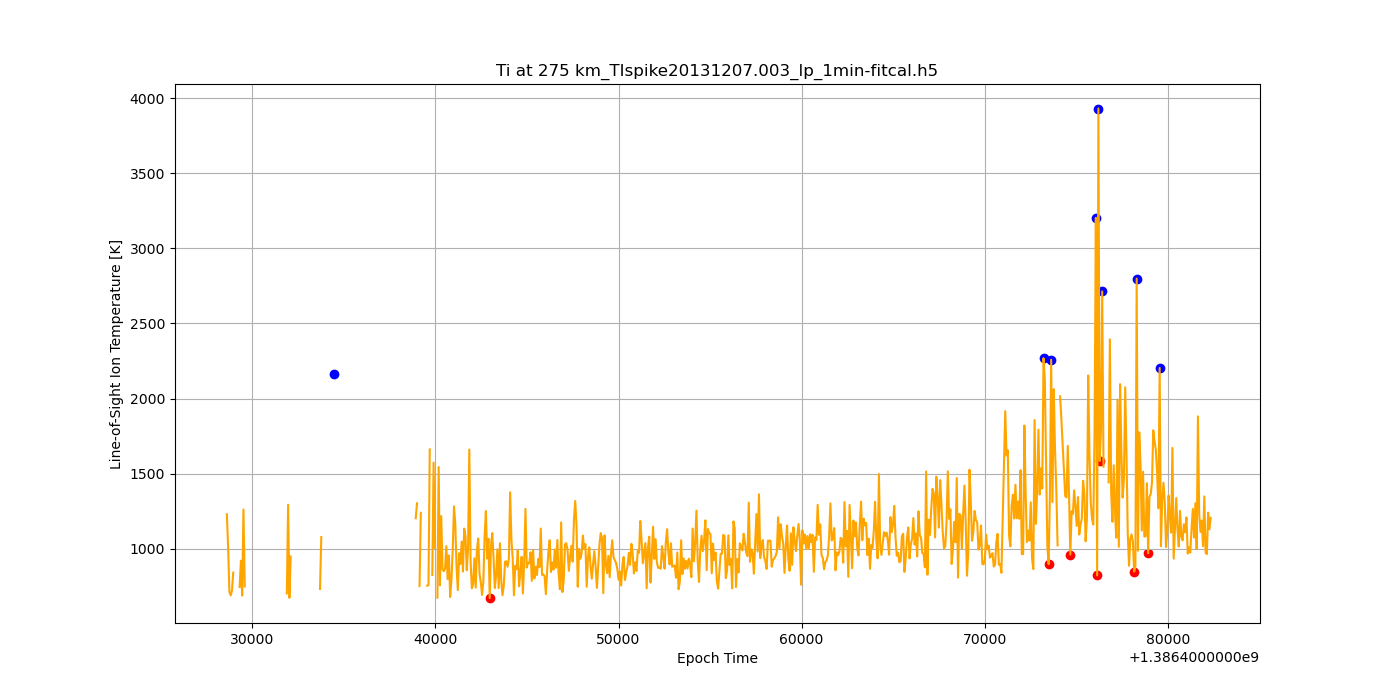 Ti at 275 km_TIspike20131207.003_lp_1min-fitcal.h5
Line-of-Sight Ion Temperature [K]
4000
3500
3000
2500
2000
1500
1000
30000 40000 50000 60000 70000 80000
Epoch Time
+1.3864000000e9